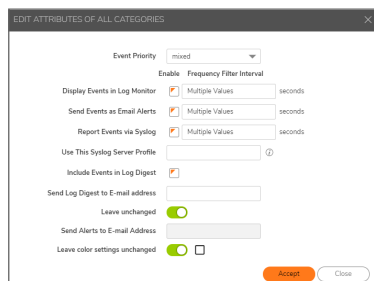 EDIT ATTRIBUTES OF ALL CATEGORIES
Event Priority mixed
Enable Frequency Filter Interval
Display Events in Log Monitor Multiple Values seconds
Send Events as Email Alerts Multiple Values seconds
Report Events via Syslog Multiple Values seconds
Use This Syslog Server Profile
Include Events in Log Digest
Send Log Digest to E-mail address
Leave unchanged
Send Alerts to E-Mail Address
Leave color settings unchanged
Accept Close